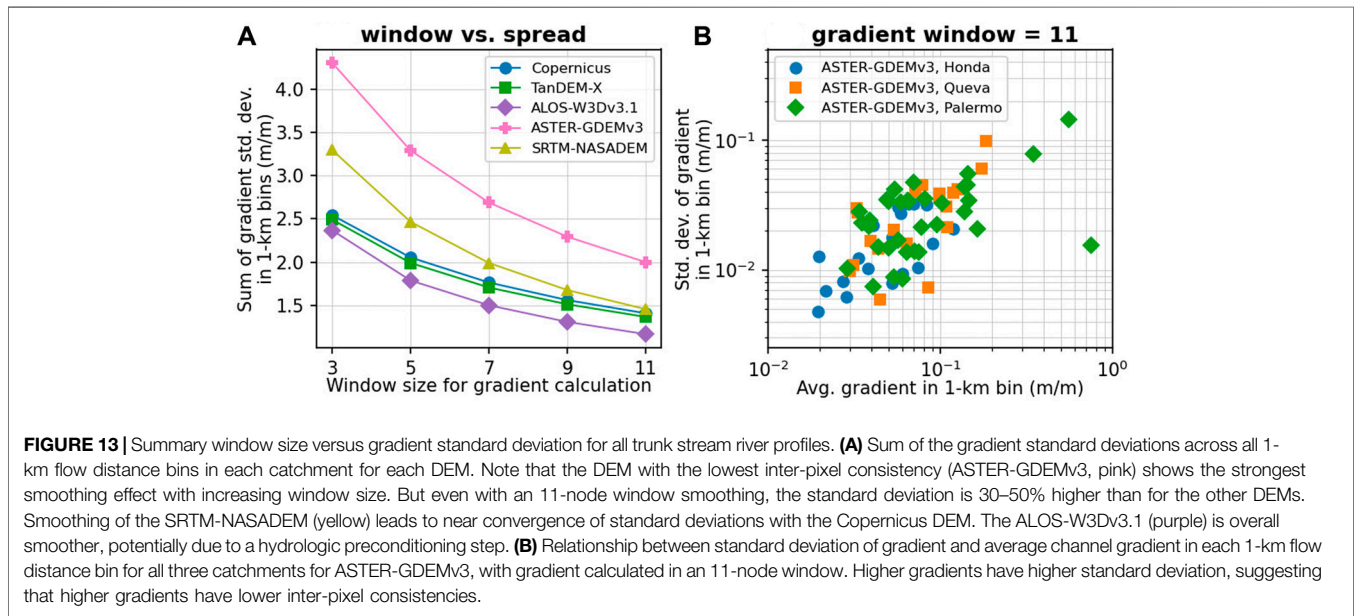 A
window vs. spread
Sum of gradient std. dev.
in 1-km bins (m/m)
4.0
3.5
3.0
2.5
2.0
1.5
Copernicus
TanDEM-X
ALOS-W3Dv3.1
ASTER-GDEMv3
SRTM-NASADEM
3 5 7 9 11
Window size for gradient calculation
B
gradient window = 11
Std. dev. of gradient
in 1-km bin (m/m)
10⁻¹
10⁻²
ASTER-GDEMv3, Honda
ASTER-GDEMv3, Queva
ASTER-GDEMv3, Palermo
10⁻² 10⁻¹ 10⁰
Avg. gradient in 1-km bin (m/m)
FIGURE 13 | Summary window size versus gradient standard deviation for all trunk stream river profiles. (A) Sum of the gradient standard deviations across all 1-
km flow distance bins in each catchment for each DEM. Note that the DEM with the lowest inter-pixel consistency (ASTER-GDEMv3, pink) shows the strongest
smoothing effect with increasing window size. But even with an 11-node window smoothing, the standard deviation is 30–50% higher than for the other DEMs.
Smoothing of the SRTM-NASADEM (yellow) leads to near convergence of standard deviations with the Copernicus DEM. The ALOS-W3Dv3.1 (purple) is overall
smoother, potentially due to a hydrologic preconditioning step. (B) Relationship between standard deviation of gradient and average channel gradient in each 1-km flow
distance bin for all three catchments for ASTER-GDEMv3, with gradient calculated in an 11-node window. Higher gradients have higher standard deviation, suggesting
that higher gradients have lower inter-pixel consistencies.